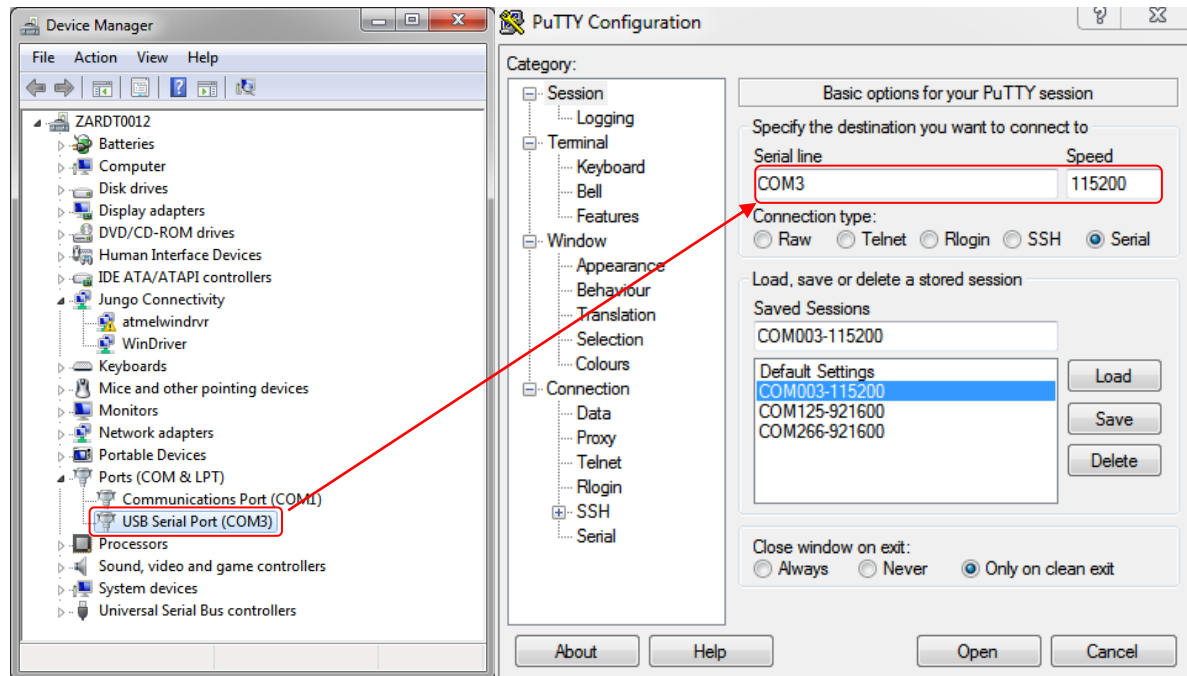 Device Manager
File Action View Help
ZARDT0012
Batteries
Computer
Disk drives
Display adapters
DVD/CD-ROM drives
Human Interface Devices
IDE ATA/ATAPI controllers
Jungo Connectivity
atmelwindrvr
WinDriver
Keyboards
Mice and other pointing devices
Monitors
Network adapters
Portable Devices
Ports (COM & LPT)
Communications Port (COM1)
USB Serial Port (COM3)
Processors
Sound, video and game controllers
System devices
Universal Serial Bus controllers
PuTTY Configuration
Category:
Session
Logging
Terminal
Keyboard
Bell
Features
Window
Appearance
Behaviour
Translation
Selection
Colours
Connection
Data
Proxy
Telnet
Rlogin
SSH
Serial
Basic options for your PuTTY session
Specify the destination you want to connect to
Serial line Speed
COM3 115200
Connection type:
Raw Telnet Rlogin SSH Serial
Load, save or delete a stored session
Saved Sessions
COM003-115200
Default Settings
COM003-115200
COM125-921600
COM266-921600
Load
Save
Delete
Close window on exit:
Always Never Only on clean exit
About Help Open Cancel